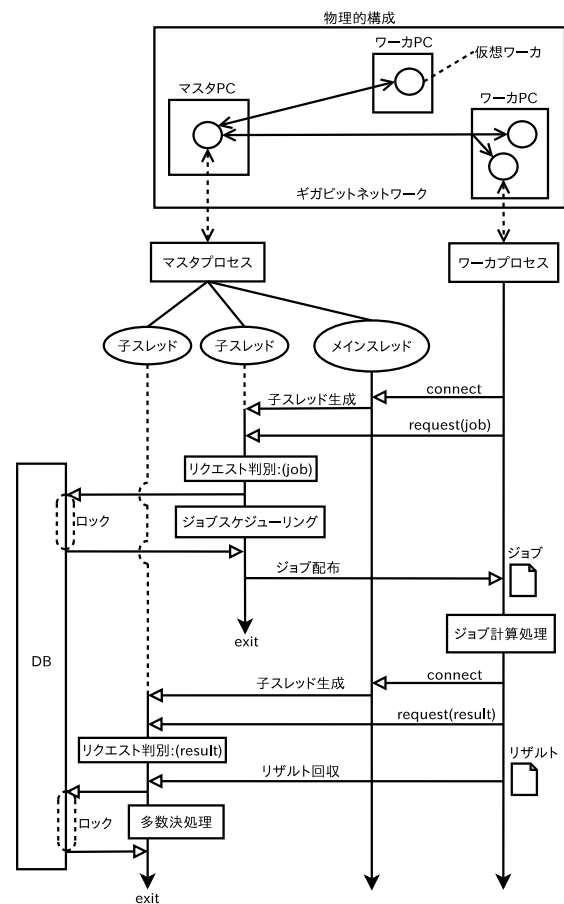 物理的構成
ワーカPC
仮想ワーカ
マスタPC
ワーカPC
ギガビットネットワーク
マスタプロセス
ワーカプロセス
子スレッド
子スレッド
メインスレッド
connect
子スレッド生成
request(job)
リクエスト判別:(job)
ロック
ジョブスケジューリング
ジョブ
ジョブ配布
exit
ジョブ計算処理
DB
connect
子スレッド生成
request(result)
リクエスト判別:(result)
リザルト
リザルト回収
ロック
多数決処理
exit